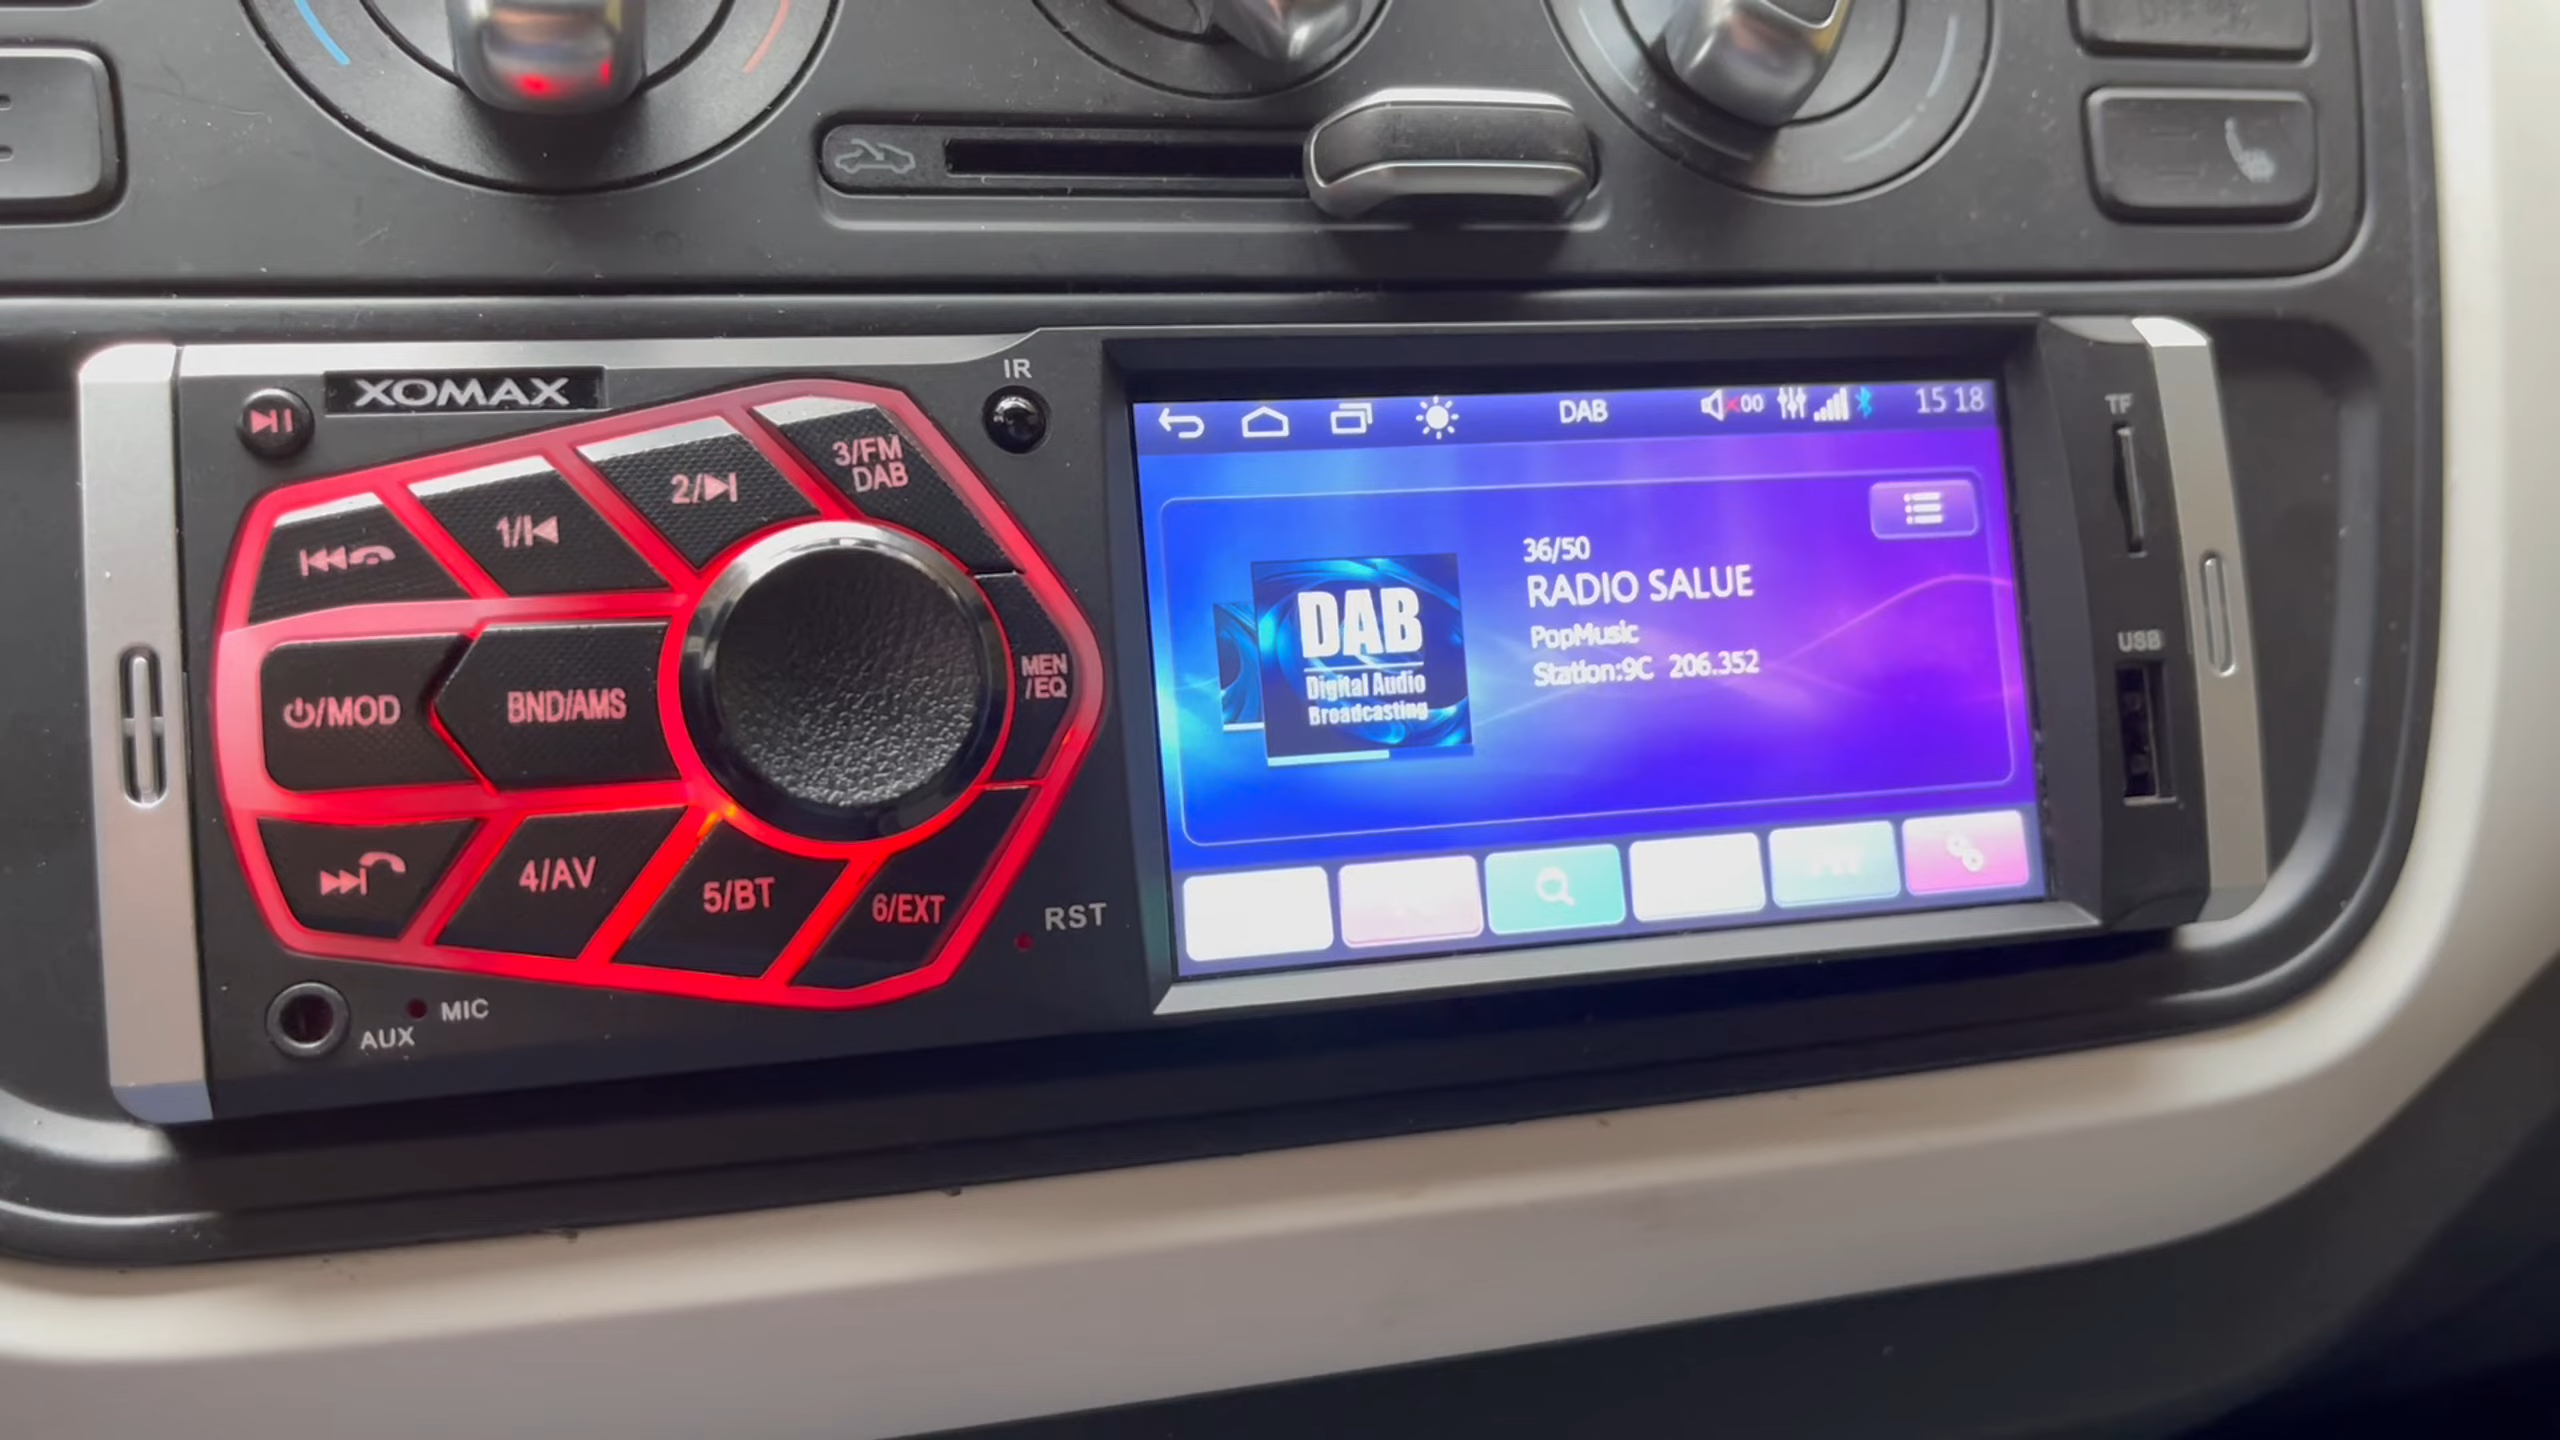 XOMAX
IR
3/FM
DAB
2/
1/
/MOD
BND/AMS
MEN
/EQ
4/AV
5/BT
6/EXT
RST
MIC
AUX
DAB
00
15 18
36/50
RADIO SALUE
PopMusic
Station:9C 206.352
DAB
Digital Audio
Broadcasting
TF
USB